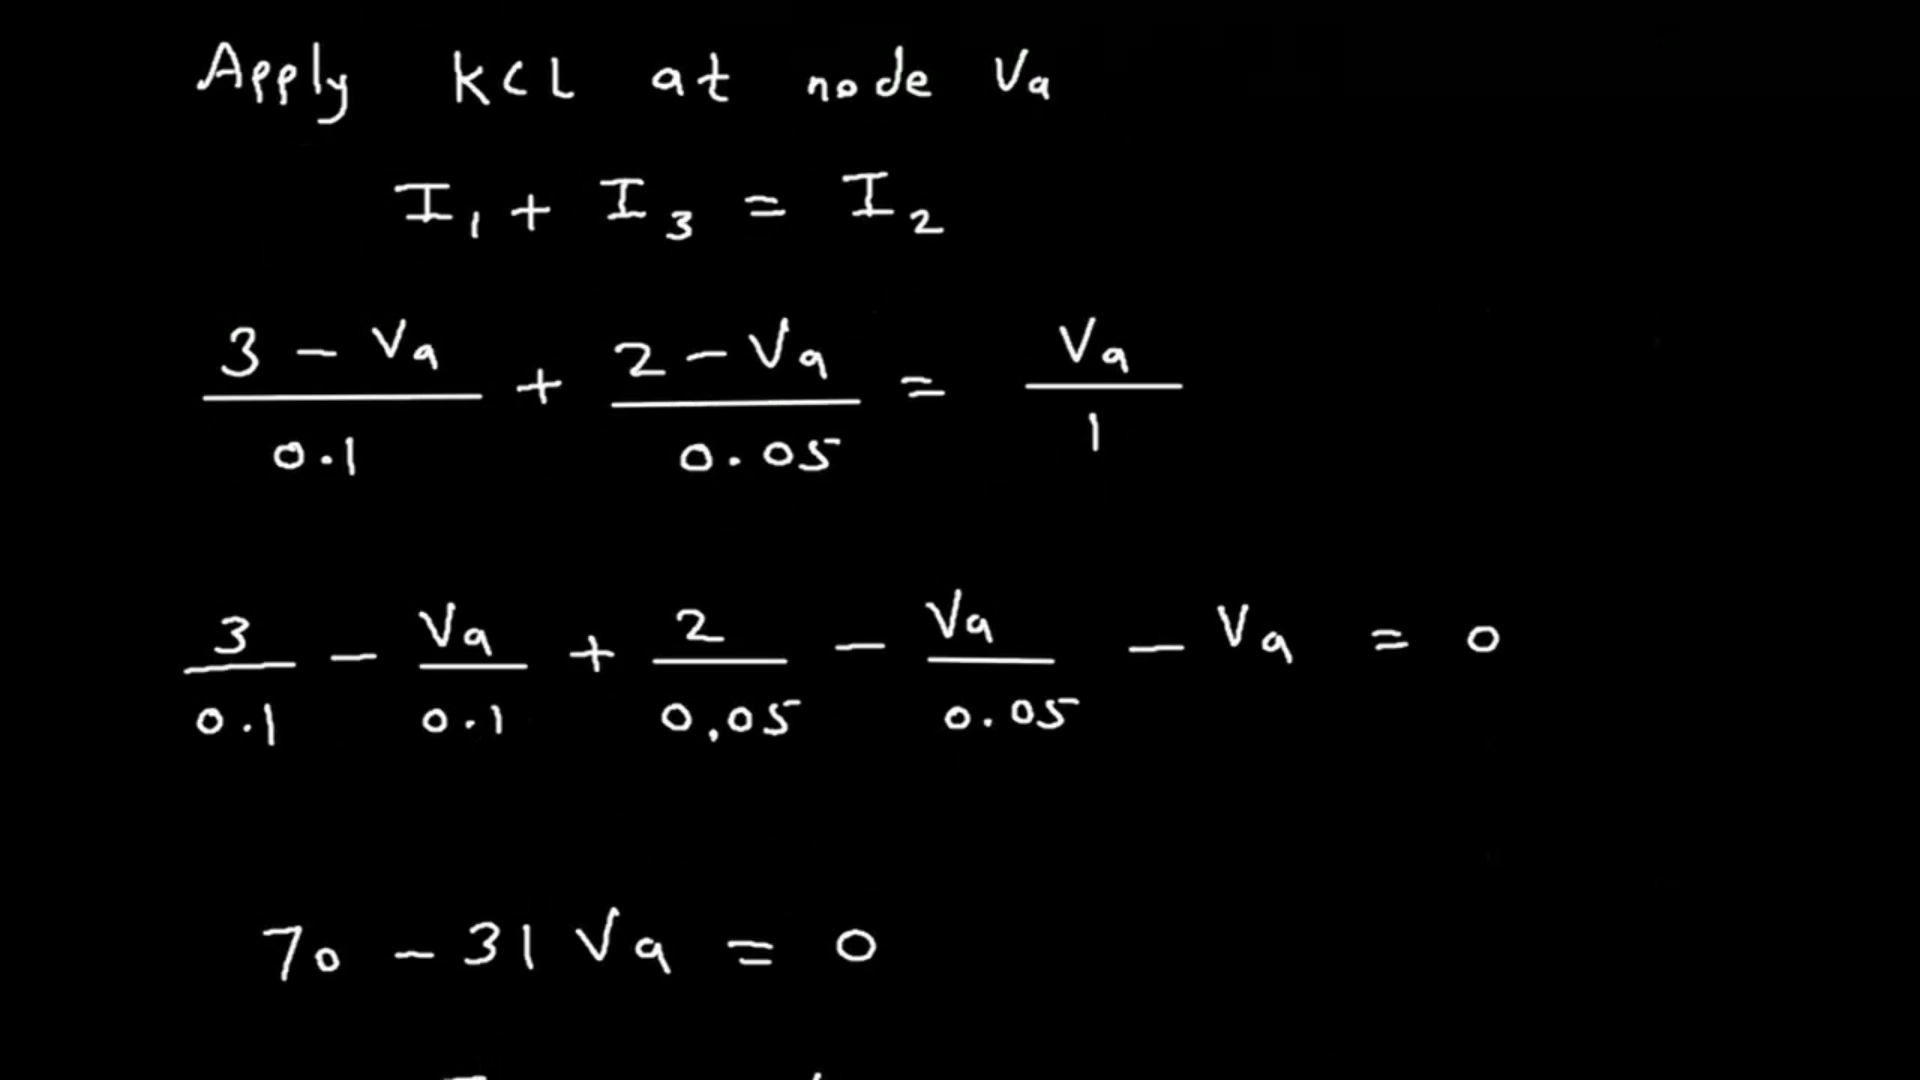 Apply KCL at node Va
I1 + I3 = I2
3 - Va / 0.1 + 2 - Va / 0.05 = Va / 1
3 / 0.1 - Va / 0.1 + 2 / 0.05 - Va / 0.05 - Va = 0
70 - 31 Va = 0